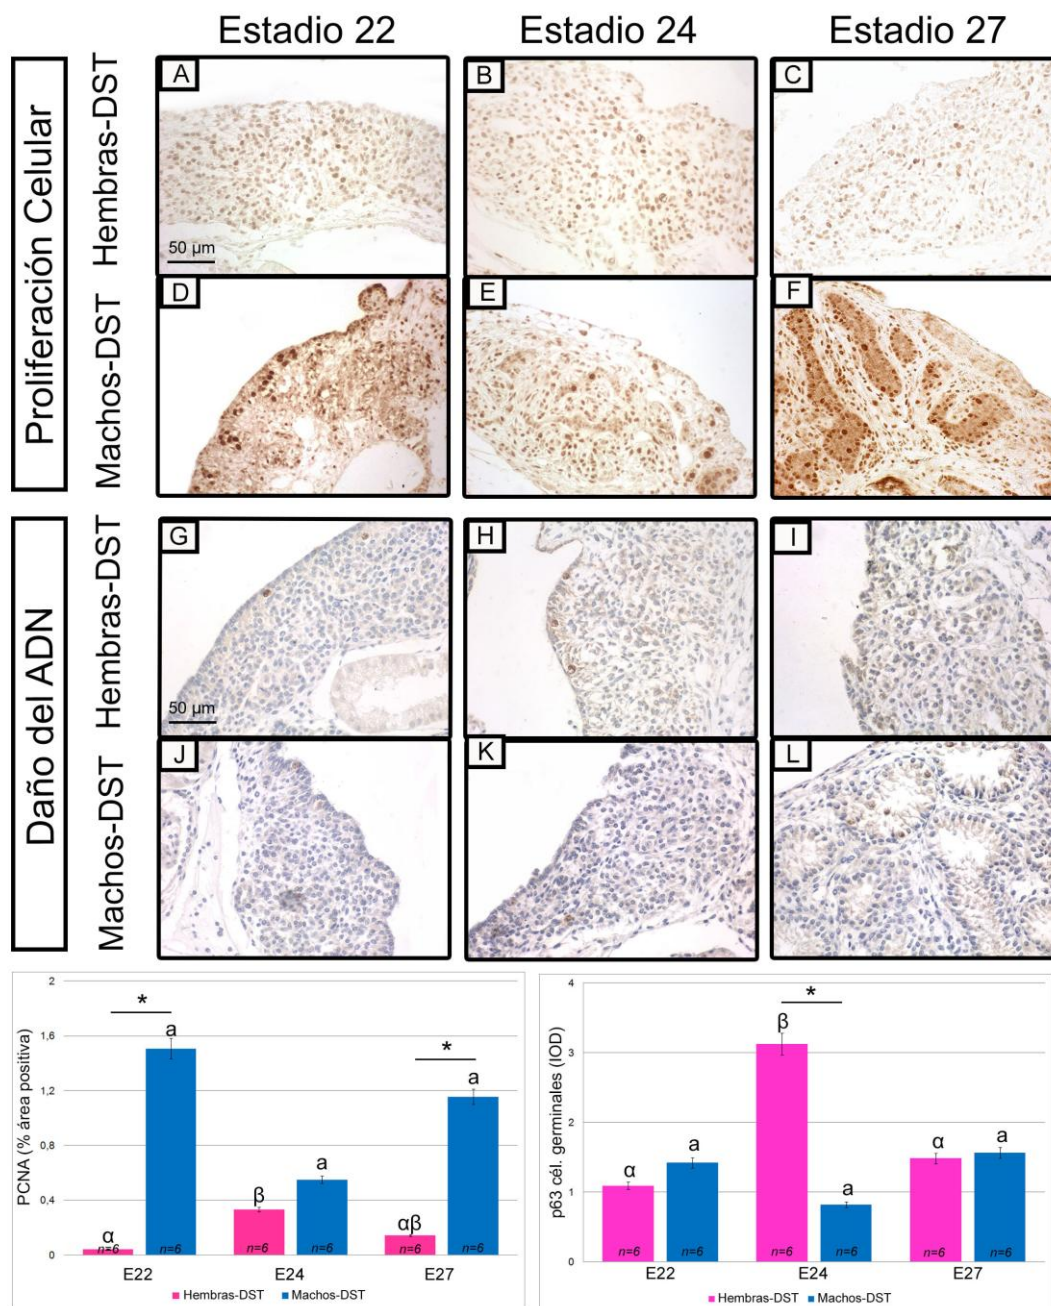 Estadio 22
Estadio 24
Estadio 27
Proliferación Celular
Hembras-DST
A
B
C
50 µm
Machos-DST
D
E
F
Daño del ADN
Hembras-DST
G
H
I
50 µm
Machos-DST
J
K
L
PCNA (% área positiva)
2
1,6
1,2
0,8
0,4
0
*
a
α
β
a
*
αβ
a
n=6
n=6
n=6
n=6
n=6
n=6
E22
E24
E27
Hembras-DST
Machos-DST
p63 cél. germinales (IOD)
4
3
2
1
0
α
a
*
β
a
α
a
n=6
n=6
n=6
n=6
n=6
n=6
E22
E24
E27
Hembras-DST
Machos-DST